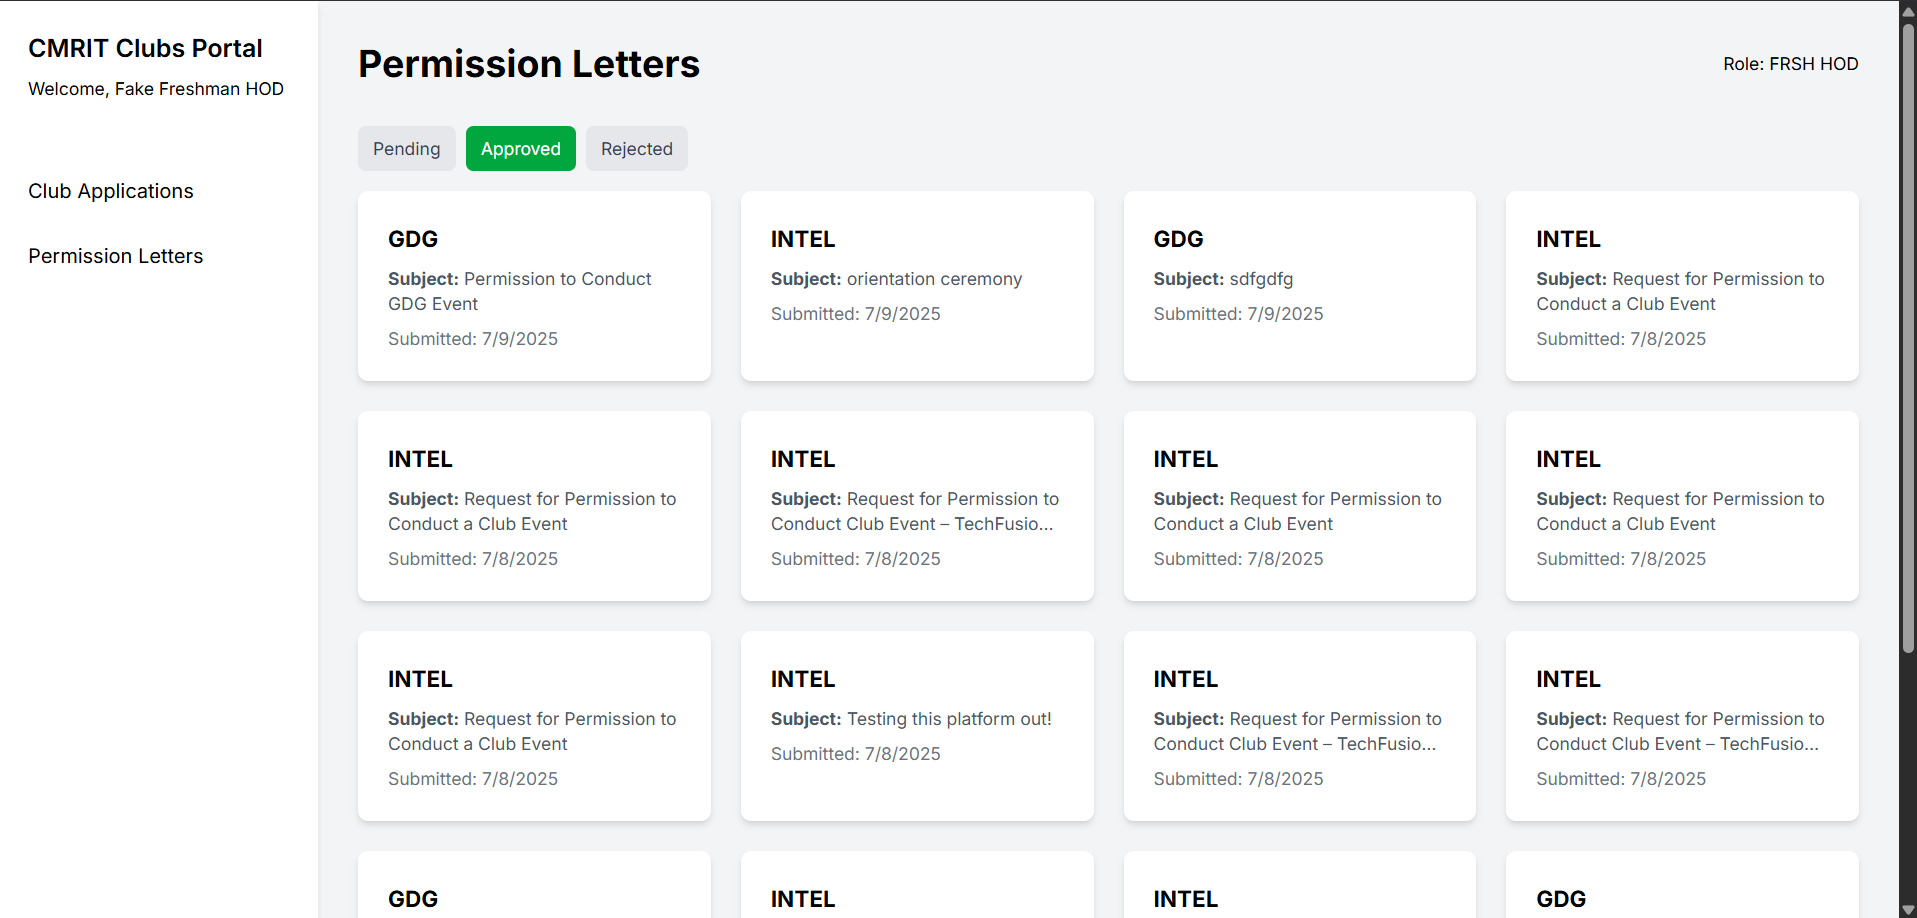 CMRIT Clubs Portal
Welcome, Fake Freshman HOD
Club Applications
Permission Letters
Permission Letters
Role: FRSH HOD
Pending
Approved
Rejected
GDG
Subject: Permission to Conduct
GDG Event
Submitted: 7/9/2025
INTEL
Subject: orientation ceremony
Submitted: 7/9/2025
GDG
Subject: sdfgdfg
Submitted: 7/9/2025
INTEL
Subject: Request for Permission to
Conduct a Club Event
Submitted: 7/8/2025
INTEL
Subject: Request for Permission to
Conduct a Club Event
Submitted: 7/8/2025
INTEL
Subject: Request for Permission to
Conduct Club Event – TechFusio...
Submitted: 7/8/2025
INTEL
Subject: Request for Permission to
Conduct a Club Event
Submitted: 7/8/2025
INTEL
Subject: Request for Permission to
Conduct a Club Event
Submitted: 7/8/2025
INTEL
Subject: Request for Permission to
Conduct a Club Event
Submitted: 7/8/2025
INTEL
Subject: Testing this platform out!
Submitted: 7/8/2025
INTEL
Subject: Request for Permission to
Conduct Club Event – TechFusio...
Submitted: 7/8/2025
INTEL
Subject: Request for Permission to
Conduct Club Event – TechFusio...
Submitted: 7/8/2025
GDG
INTEL
INTEL
GDG